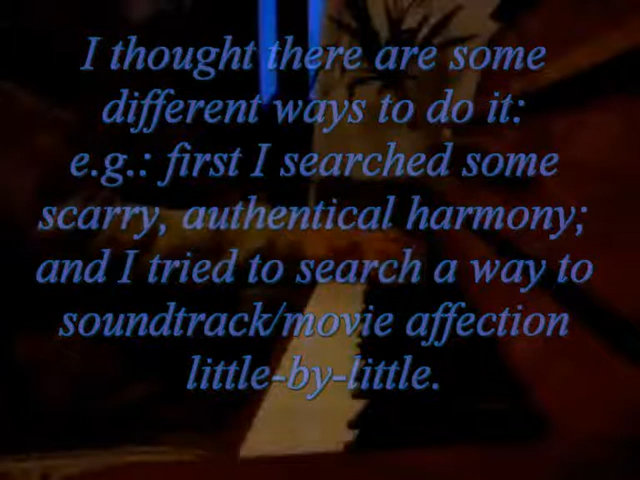 I thought there are some
different ways to do it:
e.g.: first I searched some
scarry, authentical harmony;
and I tried to search a way to
soundtrack/movie affection
little-by-little.